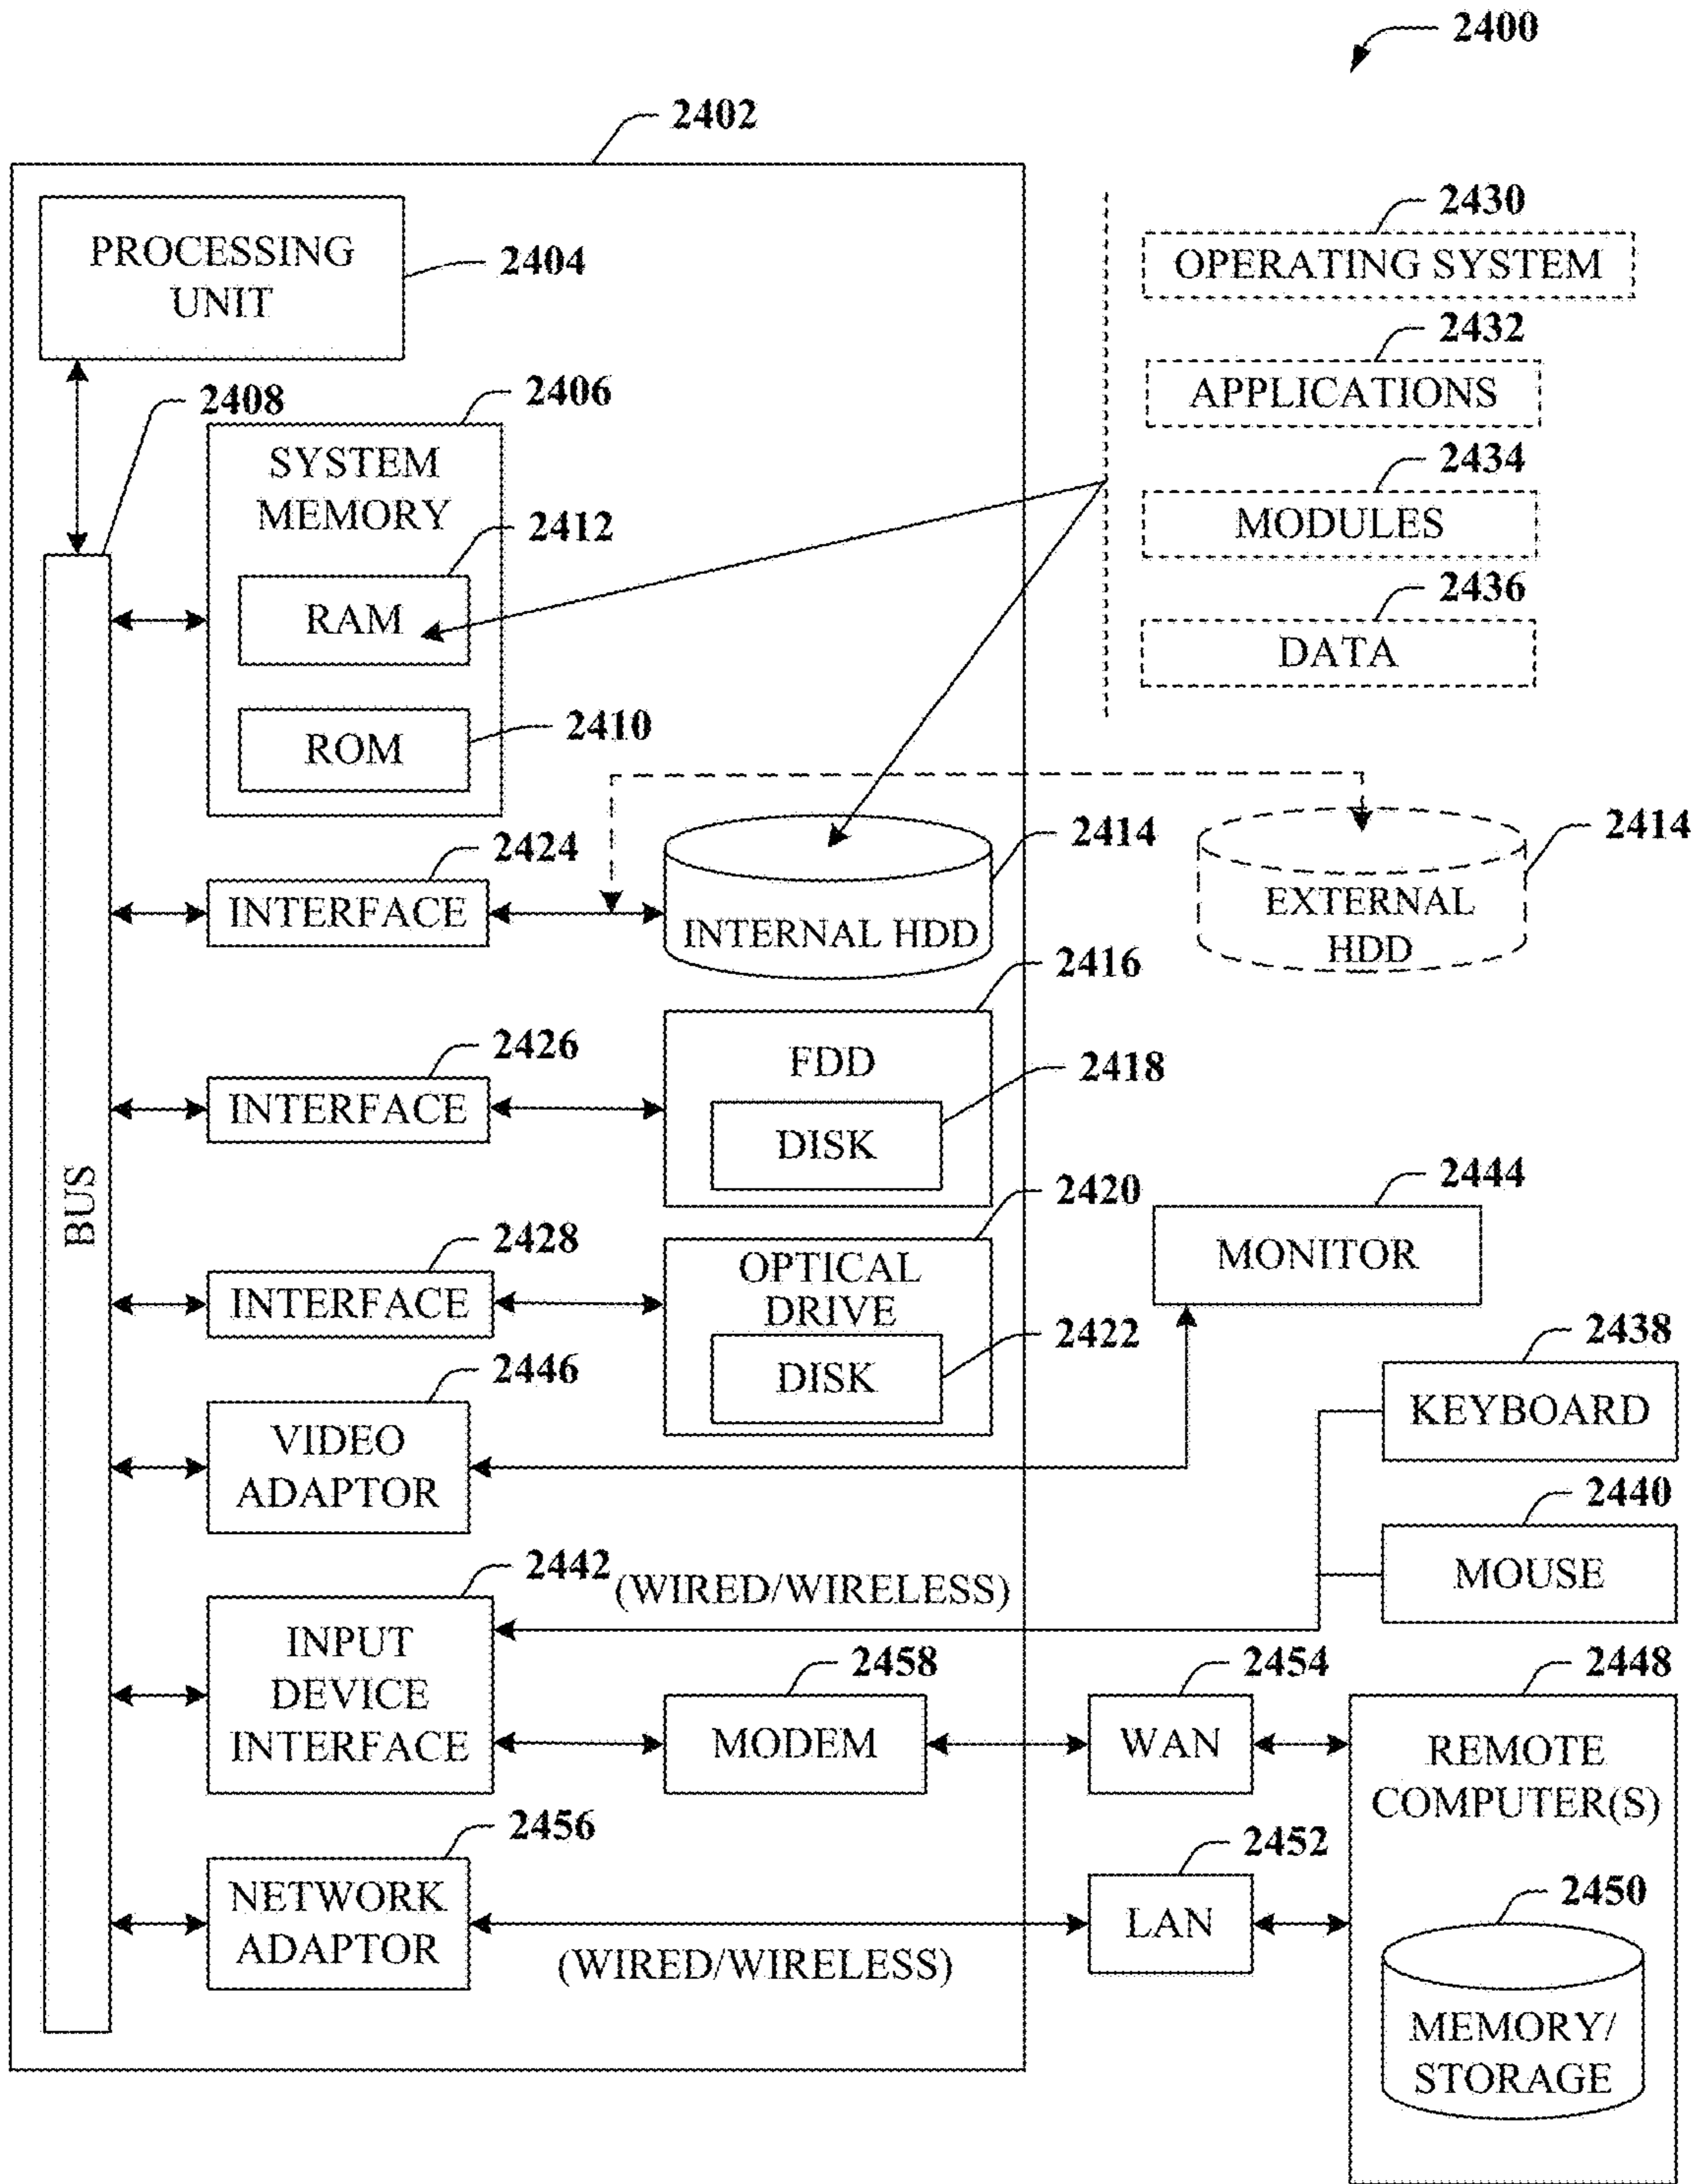 2400
2402
PROCESSING
UNIT
2404
2430
OPERATING SYSTEM
2432
APPLICATIONS
2434
MODULES
2436
DATA
2408
2406
SYSTEM
MEMORY
2412
RAM
2410
ROM
2424
INTERFACE
2414
INTERNAL HDD
2414
EXTERNAL
HDD
2416
FDD
2418
DISK
2426
INTERFACE
BUS
2420
OPTICAL
DRIVE
2422
DISK
2428
INTERFACE
2444
MONITOR
2446
VIDEO
ADAPTOR
2438
KEYBOARD
2440
MOUSE
2442
(WIRED/WIRELESS)
INPUT
DEVICE
INTERFACE
2458
MODEM
2454
WAN
2448
REMOTE
COMPUTER(S)
2456
NETWORK
ADAPTOR
(WIRED/WIRELESS)
2452
LAN
2450
MEMORY/
STORAGE